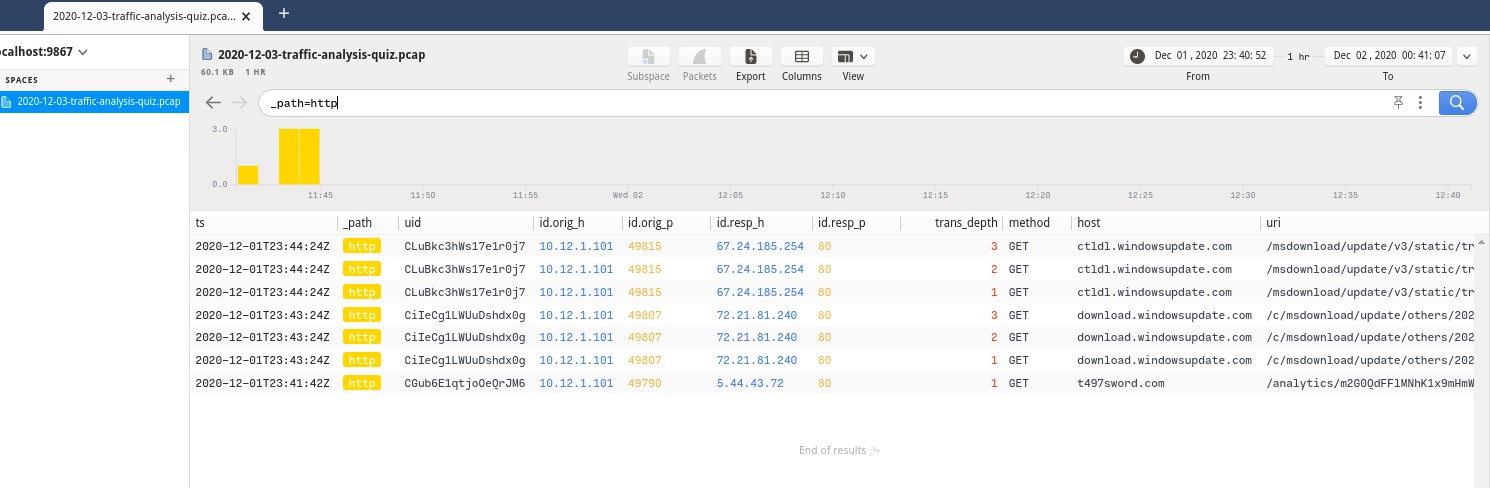 2020-12-03-traffic-analysis-quiz.pca... × +
ocalhost:9867
2020-12-03-traffic-analysis-quiz.pcap
60.1 KB 1 HR
Subspace Packets Export Columns View
Dec 01 , 2020 23 : 40 : 52 1 hr Dec 02 , 2020 00 : 41 : 07
From To
SPACES +
2020-12-03-traffic-analysis-quiz.pcap
_path=http
3.0
0.0
11:45 11:50 11:55 Wed 02 12:05 12:10 12:15 12:20 12:25 12:30 12:35 12:40
ts _path uid id.orig_h id.orig_p id.resp_h id.resp_p trans_depth method host uri
2020-12-01T23:44:24Z http CLuBkc3hWs17e1r0j7 10.12.1.101 49815 67.24.185.254 80 3 GET ctldl.windowsupdate.com /msdownload/update/v3/static/tr
2020-12-01T23:44:24Z http CLuBkc3hWs17e1r0j7 10.12.1.101 49815 67.24.185.254 80 2 GET ctldl.windowsupdate.com /msdownload/update/v3/static/tr
2020-12-01T23:44:24Z http CLuBkc3hWs17e1r0j7 10.12.1.101 49815 67.24.185.254 80 1 GET ctldl.windowsupdate.com /msdownload/update/v3/static/tr
2020-12-01T23:43:24Z http CiIeCg1LWUuDshdx0g 10.12.1.101 49807 72.21.81.240 80 3 GET download.windowsupdate.com /c/msdownload/update/others/202
2020-12-01T23:43:24Z http CiIeCg1LWUuDshdx0g 10.12.1.101 49807 72.21.81.240 80 2 GET download.windowsupdate.com /c/msdownload/update/others/202
2020-12-01T23:43:24Z http CiIeCg1LWUuDshdx0g 10.12.1.101 49807 72.21.81.240 80 1 GET download.windowsupdate.com /c/msdownload/update/others/202
2020-12-01T23:41:42Z http CGub6E1qtjoOeQrJM6 10.12.1.101 49790 5.44.43.72 80 1 GET t497sword.com /analytics/m2G0QdFFlMNhK1x9mHmW
End of results